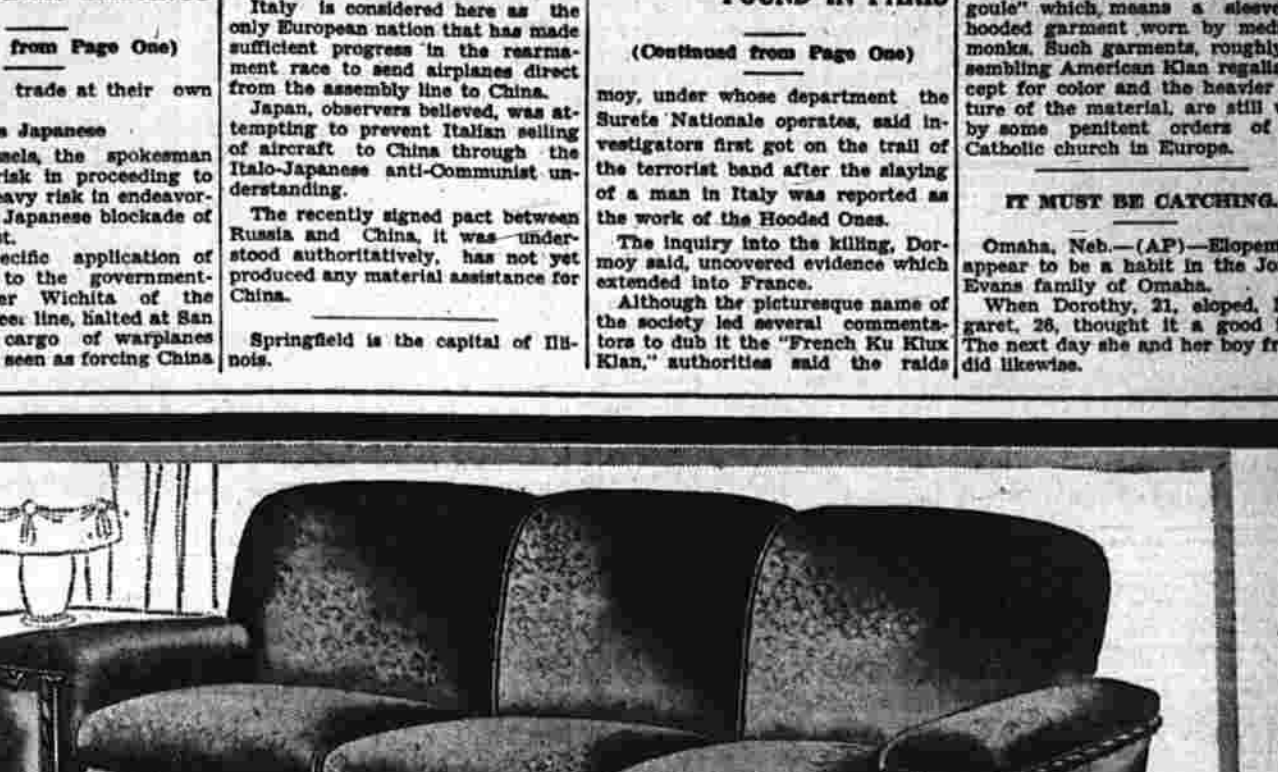 from Page One)
trade at their own
Japanese
the spokesman
risk in proceeding to
risk in endeavor-
Japanese blockade of
application of
to the government-
Wichita of the
line, halted at San
cargo of warplanes
seen as forcing China
Italy is considered here as the
only European nation that has made
sufficient progress in the rearma-
ment race to send airplanes direct
from the assembly line to China.
Japan, observers believed, was at-
tempting to prevent Italian selling
of aircraft to China through the
Italo-Japanese anti-Communist un-
derstanding.
The recently signed pact between
Russia and China, it was under-
stood authoritatively, has not yet
produced any material assistance for
China.
Springfield is the capital of Illi-
nois.
(Continued from Page One)
moy, under whose department the
Surete Nationale operates, said in-
vestigators first got on the trail of
the terrorist band after the slaying
of a man in Italy was reported as
the work of the Hooded Ones.
The inquiry into the killing, Dor-
moy said, uncovered evidence which
extended into France.
Although the picturesque name of
the society led several commenta-
tors to dub it the "French Ku Klux
Klan," authorities said the raids
goule" which means a
hooded garment worn by
monks. Such garments, roughly
sembling American Klan
cept for color and the heavier
ture of the material, are still
by some penitent orders of
Catholic church in Europe.
IT MUST BE CATCHING.
Omaha, Neb.—(AP)—
appear to be a habit in the
Evans family of Omaha.
When Dorothy, 21, eloped,
garet, 26, thought it a good
The next day she and her boy
did likewise.